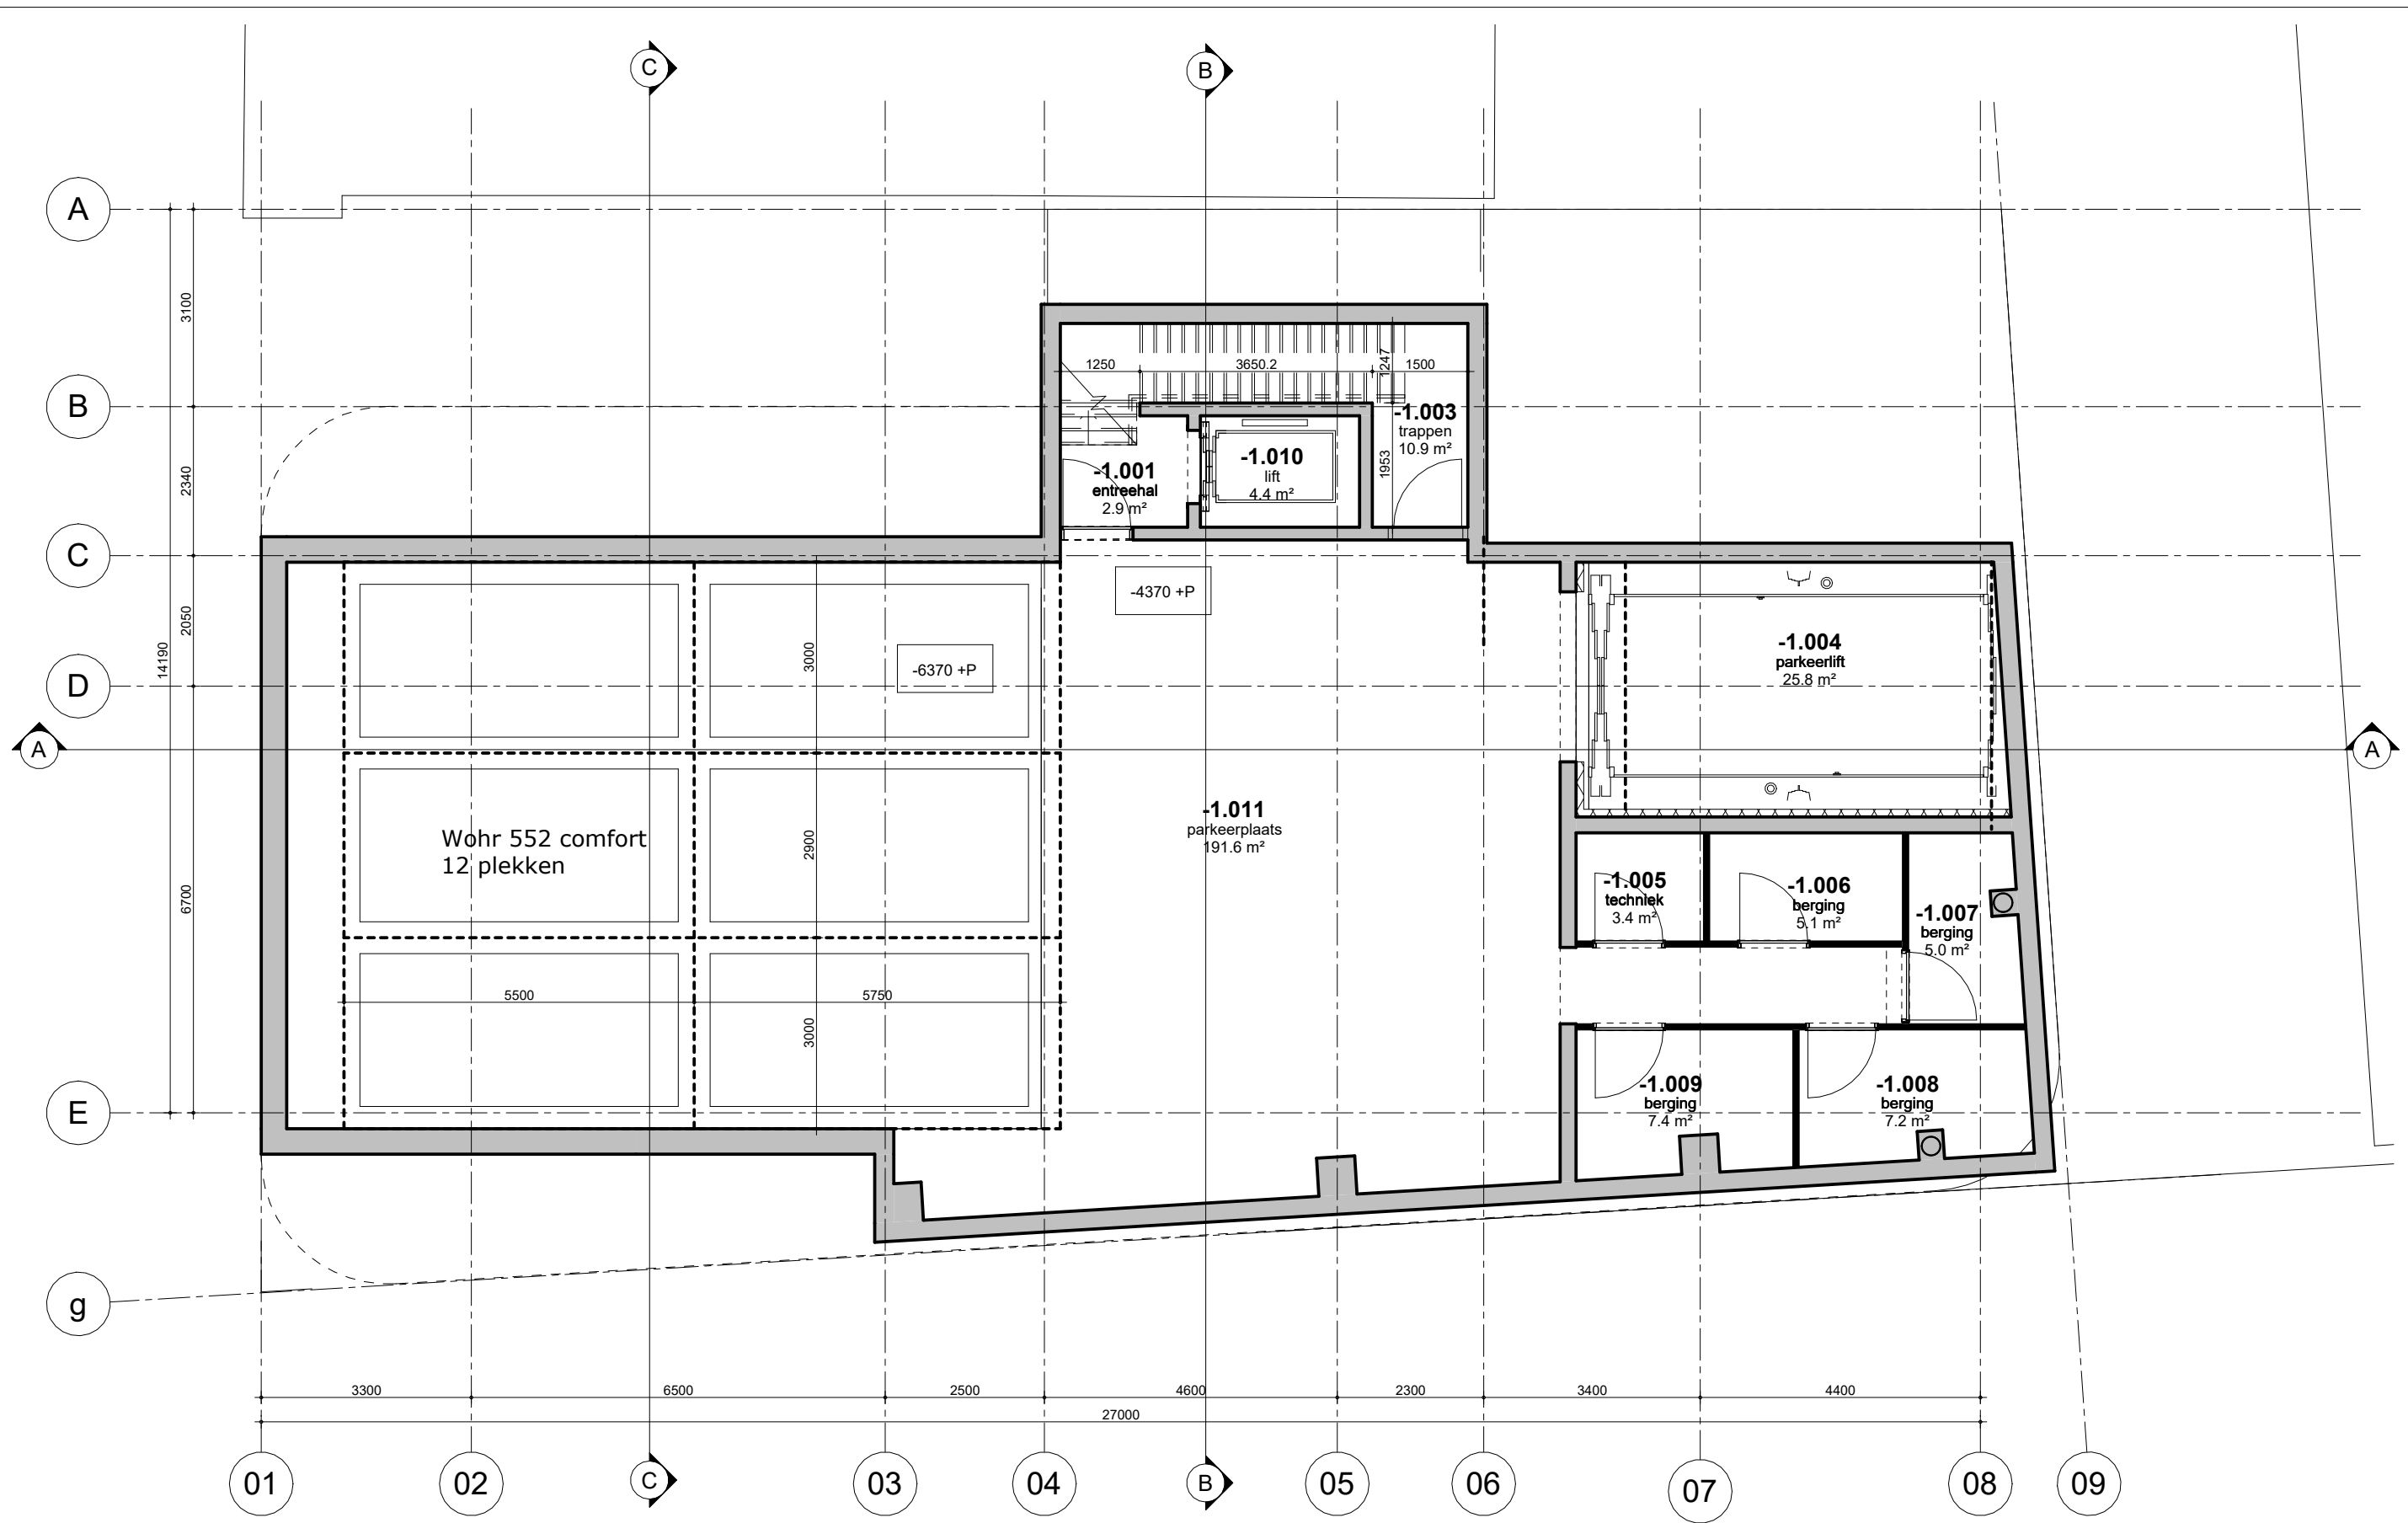 C
B
A
B
C
D
E
g
A
A
3100
2340
2050
14190
6700
1250
3650.2
1247
1500
1953
-1.003
trappen
10.9 m²
-1.001
entreehal
2.9 m²
-1.010
lift
4.4 m²
-4370 +P
-6370 +P
3000
2900
3000
5500
5750
Wohr 552 comfort
12 plekken
-1.011
parkeerplaats
191.6 m²
-1.004
parkeerlift
25.8 m²
-1.005
techniek
3.4 m²
-1.006
berging
5.1 m²
-1.007
berging
5.0 m²
-1.009
berging
7.4 m²
-1.008
berging
7.2 m²
3300
6500
2500
4600
2300
3400
4400
27000
01
02
C
03
04
B
05
06
07
08
09